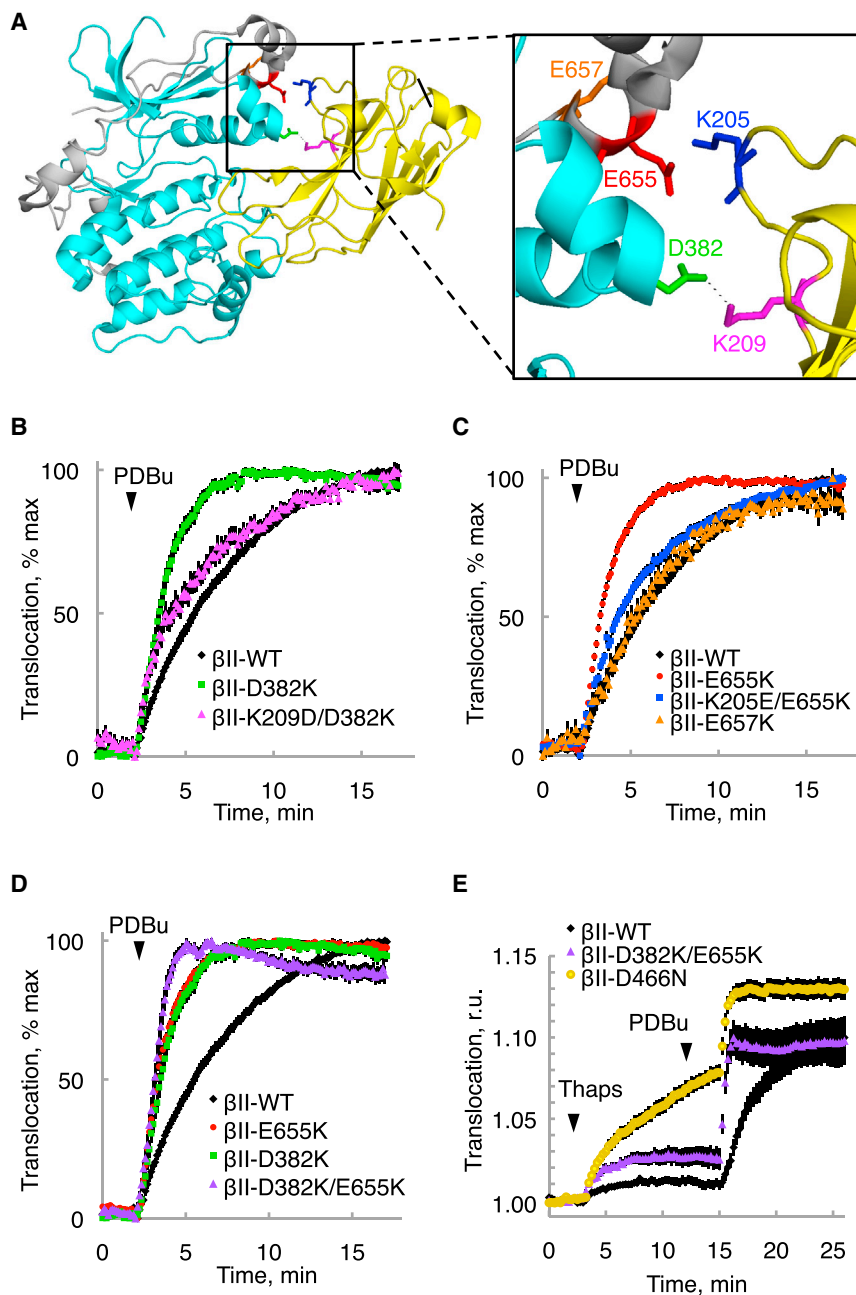 A
E657
K205
E655
D382
K209
B
PDBu
Translocation, % max
100
50
0
βII-WT
βII-D382K
βII-K209D/D382K
0 5 10 15
Time, min
C
PDBu
Translocation, % max
100
50
0
βII-WT
βII-E655K
βII-K205E/E655K
βII-E657K
0 5 10 15
Time, min
D
PDBu
Translocation, % max
100
50
0
βII-WT
βII-E655K
βII-D382K
βII-D382K/E655K
0 5 10 15
Time, min
E
βII-WT
βII-D382K/E655K
βII-D466N
Translocation, r.u.
1.15
1.10
1.05
1.00
PDBu
Thaps
0 5 10 15 20 25
Time, min